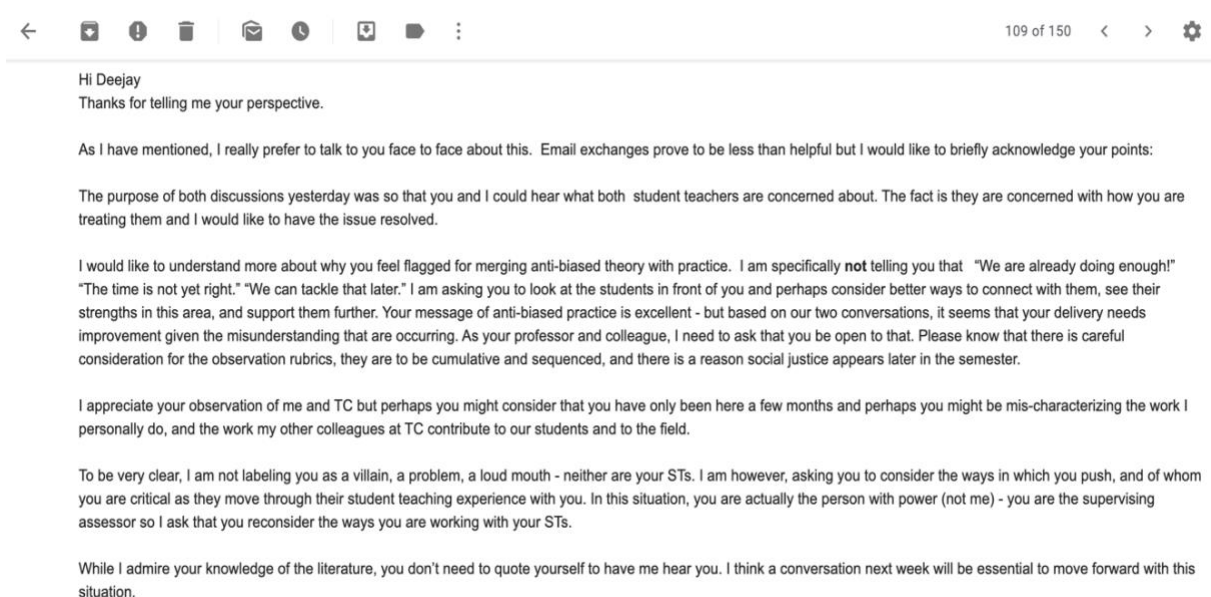 109 of 150
Hi Deejay
Thanks for telling me your perspective.
As I have mentioned, I really prefer to talk to you face to face about this.  Email exchanges prove to be less than helpful but I would like to briefly acknowledge your points:
The purpose of both discussions yesterday was so that you and I could hear what both  student teachers are concerned about. The fact is they are concerned with how you are
treating them and I would like to have the issue resolved.
I would like to understand more about why you feel flagged for merging anti-biased theory with practice.  I am specifically not telling you that  “We are already doing enough!”
“The time is not yet right.” “We can tackle that later.” I am asking you to look at the students in front of you and perhaps consider better ways to connect with them, see their
strengths in this area, and support them further. Your message of anti-biased practice is excellent - but based on our two conversations, it seems that your delivery needs
improvement given the misunderstanding that are occurring. As your professor and colleague, I need to ask that you be open to that. Please know that there is careful
consideration for the observation rubrics, they are to be cumulative and sequenced, and there is a reason social justice appears later in the semester.
I appreciate your observation of me and TC but perhaps you might consider that you have only been here a few months and perhaps you might be mis-characterizing the work I
personally do, and the work my other colleagues at TC contribute to our students and to the field.
To be very clear, I am not labeling you as a villain, a problem, a loud mouth - neither are your STs. I am however, asking you to consider the ways in which you push, and of whom
you are critical as they move through their student teaching experience with you. In this situation, you are actually the person with power (not me) - you are the supervising
assessor so I ask that you reconsider the ways you are working with your STs.
While I admire your knowledge of the literature, you don't need to quote yourself to have me hear you. I think a conversation next week will be essential to move forward with this
situation.